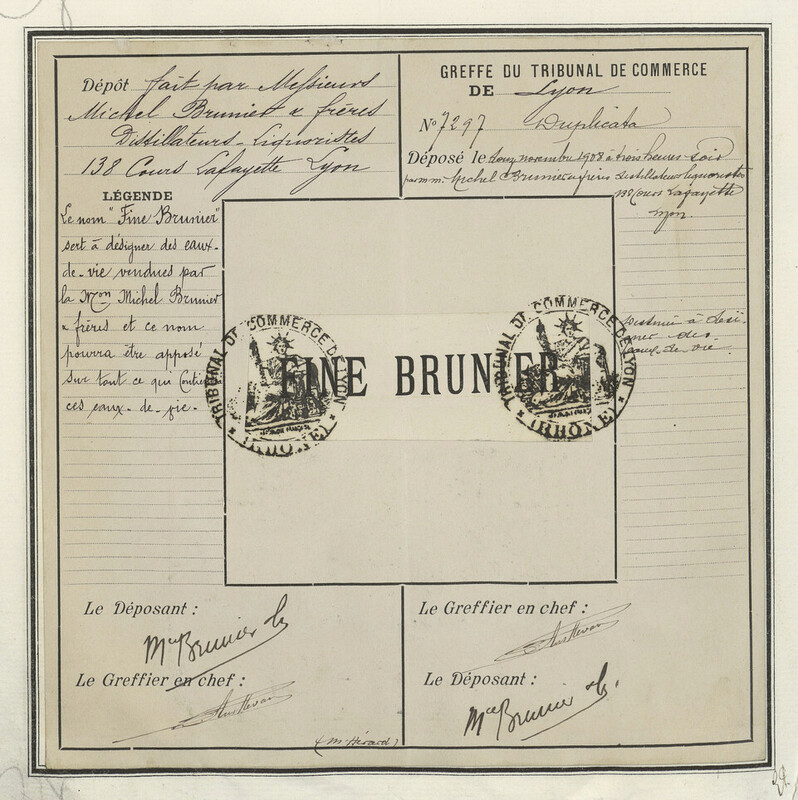 Dépôt fait par Messieurs
Michel Brunier & frères
Distillateurs-Liquoristes
138 Cours Lafayette Lyon
LÉGENDE
Le nom "Fine Brunier"
sert à désigner des eaux-
de-vie vendues par
la Mon Michel Brunier
& frères et ce nom
pourra être apposé
sur tout ce qui contient
ces eaux-de-vie-
GREFFE DU TRIBUNAL DE COMMERCE
DE Lyon
No 7297 Duplicata
Déposé le novembre 1908 à trois heures soir
par mm. Michel Brunier & frères distillateurs liquoristes
138 Cours Lafayette
Lyon
destinée à dési-
gner des
eaux-de-vie
FINE BRUNIER
TRIBUNAL DE COMMERCE DE LYON
(RHÔNE)
TRIBUNAL DE COMMERCE DE LYON
(RHÔNE)
Le Déposant :
Mel Brunier &
Le Greffier en chef :
Le Greffier en chef :
Le Déposant :
Mel Brunier &
(M. Hérard)